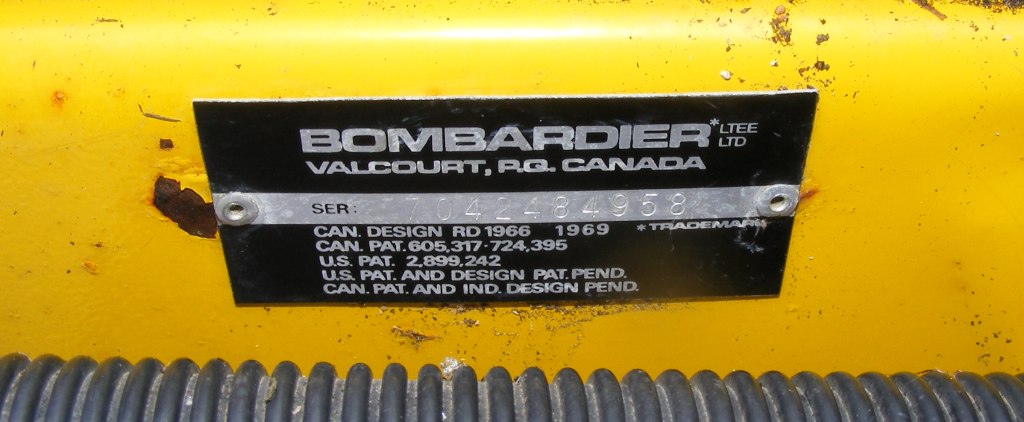 BOMBARDIER* LTEE LTD
VALCOURT, P.Q. CANADA
SER: 7042484958
CAN. DESIGN RD 1966 1969 *TRADEMARK
CAN. PAT. 605,317-724,395
U.S. PAT. 2,899,242
U.S. PAT. AND DESIGN PAT. PEND.
CAN. PAT. AND IND. DESIGN PEND.